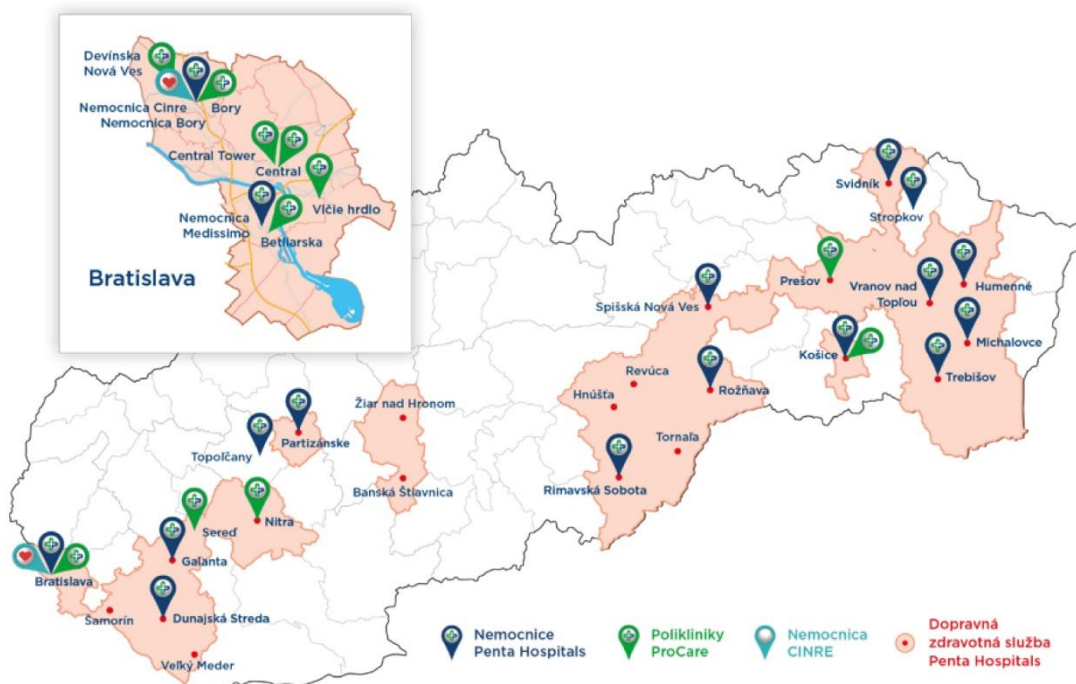 Devínska
Nová Ves
Nemocnica Cinre
Bory
Nemocnica Bory
Central Tower
Central
Vlčie hrdlo
Nemocnica
Medissimo
Betliarska
Bratislava
Svidník
Stropkov
Prešov
Vranov nad
Topľou
Humenné
Spišská Nová Ves
Michalovce
Košice
Trebišov
Revúca
Rožňava
Hnúšťa
Žiar nad Hronom
Partizánske
Topoľčany
Tornaľa
Rimavská Sobota
Banská Štiavnica
Nitra
Sereď
Galanta
Bratislava
Šamorín
Dunajská Streda
Veľký Meder
Nemocnice
Penta Hospitals
Polikliniky
ProCare
Nemocnica
CINRE
Dopravná
zdravotná služba
Penta Hospitals